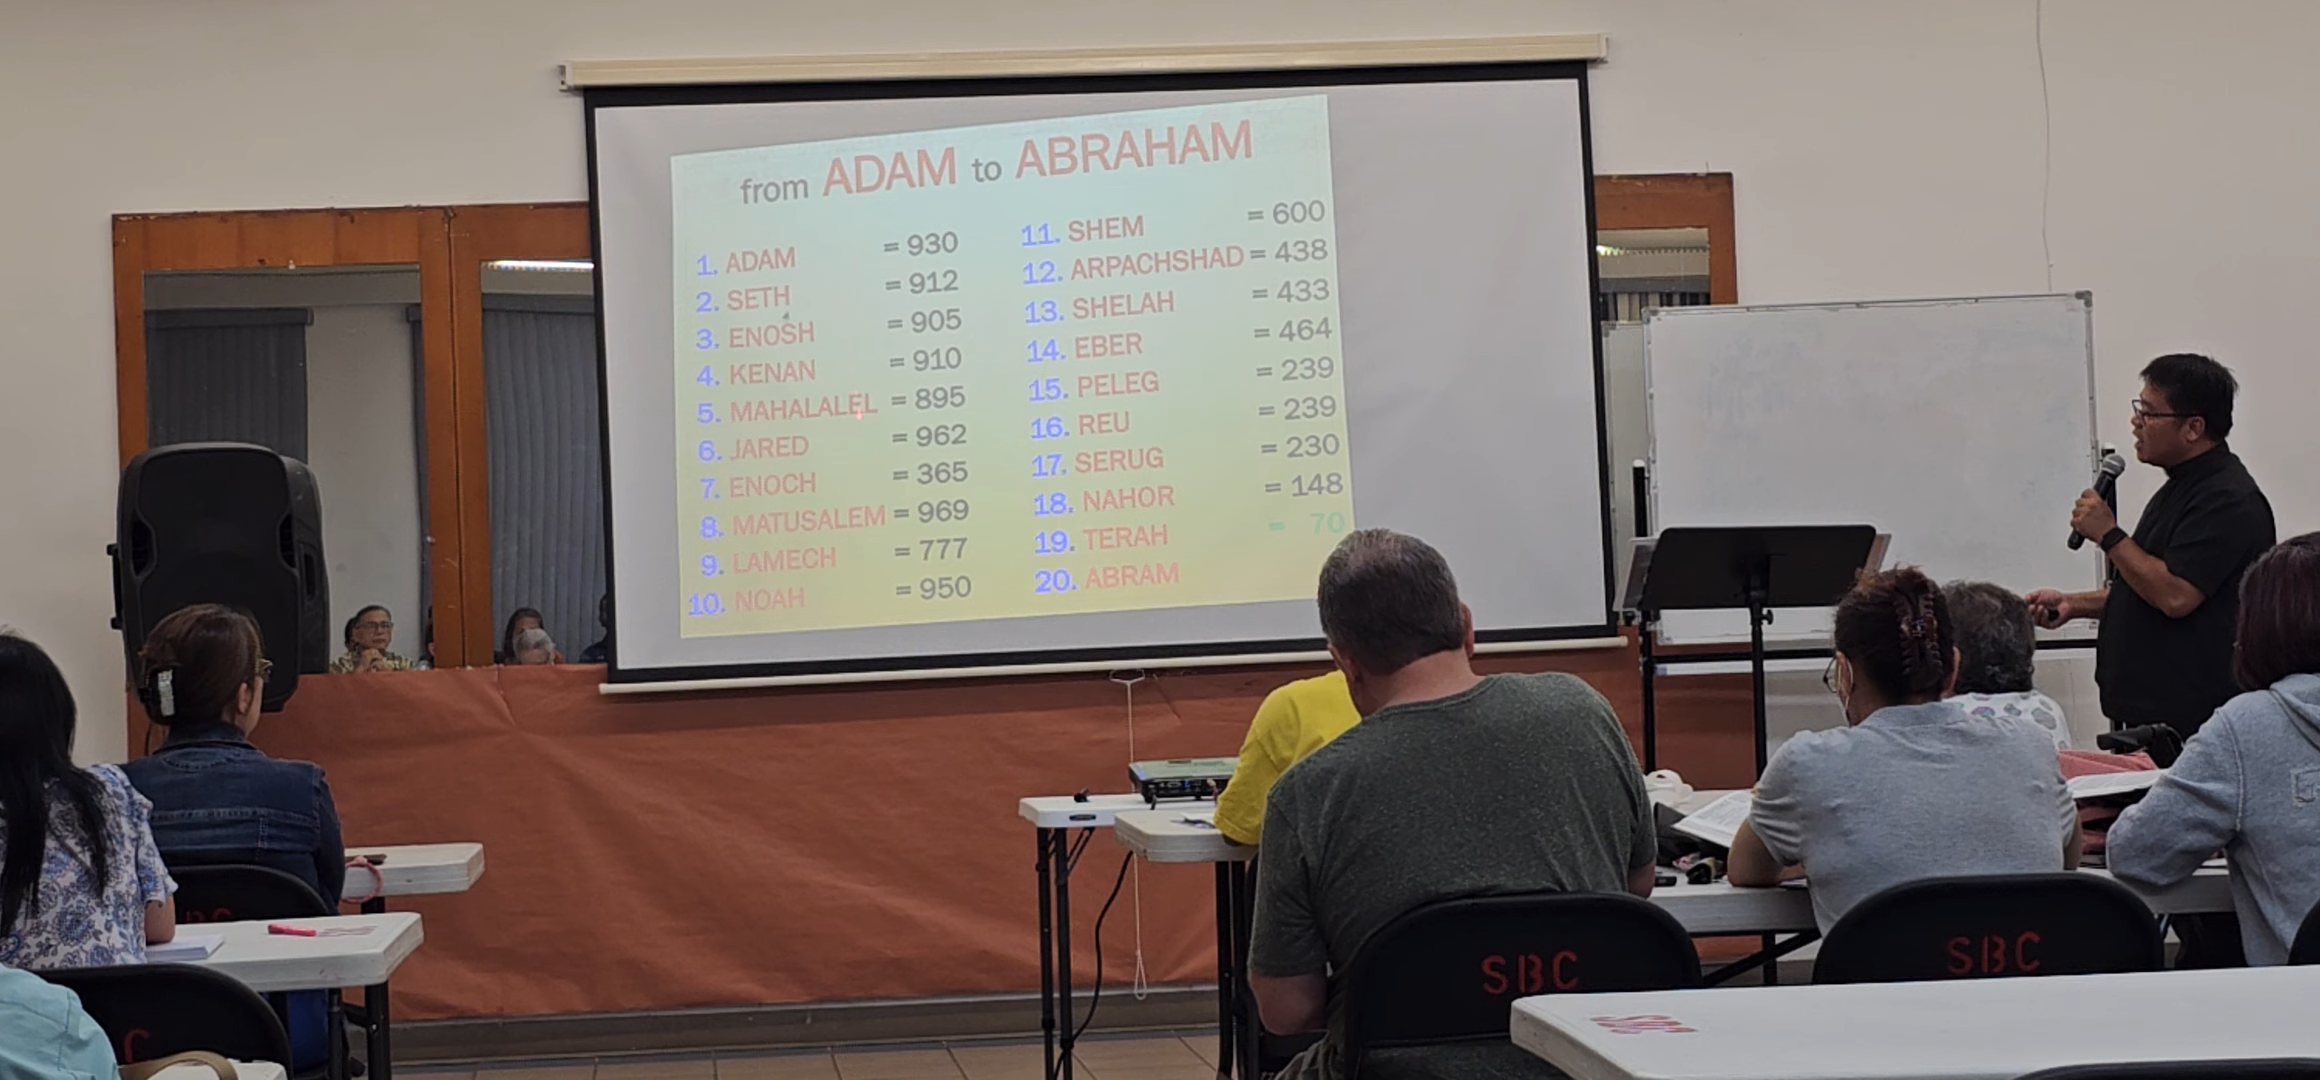 from ADAM to ABRAHAM
1. ADAM = 930
2. SETH = 912
3. ENOSH = 905
4. KENAN = 910
5. MAHALALEL = 895
6. JARED = 962
7. ENOCH = 365
8. MATUSALEM = 969
9. LAMECH = 777
10. NOAH = 950
11. SHEM = 600
12. ARPACHSHAD = 438
13. SHELAH = 433
14. EBER = 464
15. PELEG = 239
16. REU = 239
17. SERUG = 230
18. NAHOR = 148
19. TERAH = 70
20. ABRAM
SBC
SBC
SBC
C